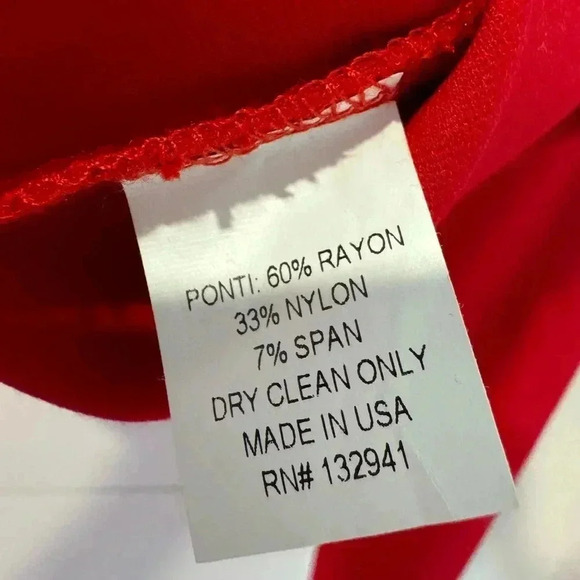 PONTI: 60% RAYON
33% NYLON
7% SPAN
DRY CLEAN ONLY
MADE IN USA
RN# 132941